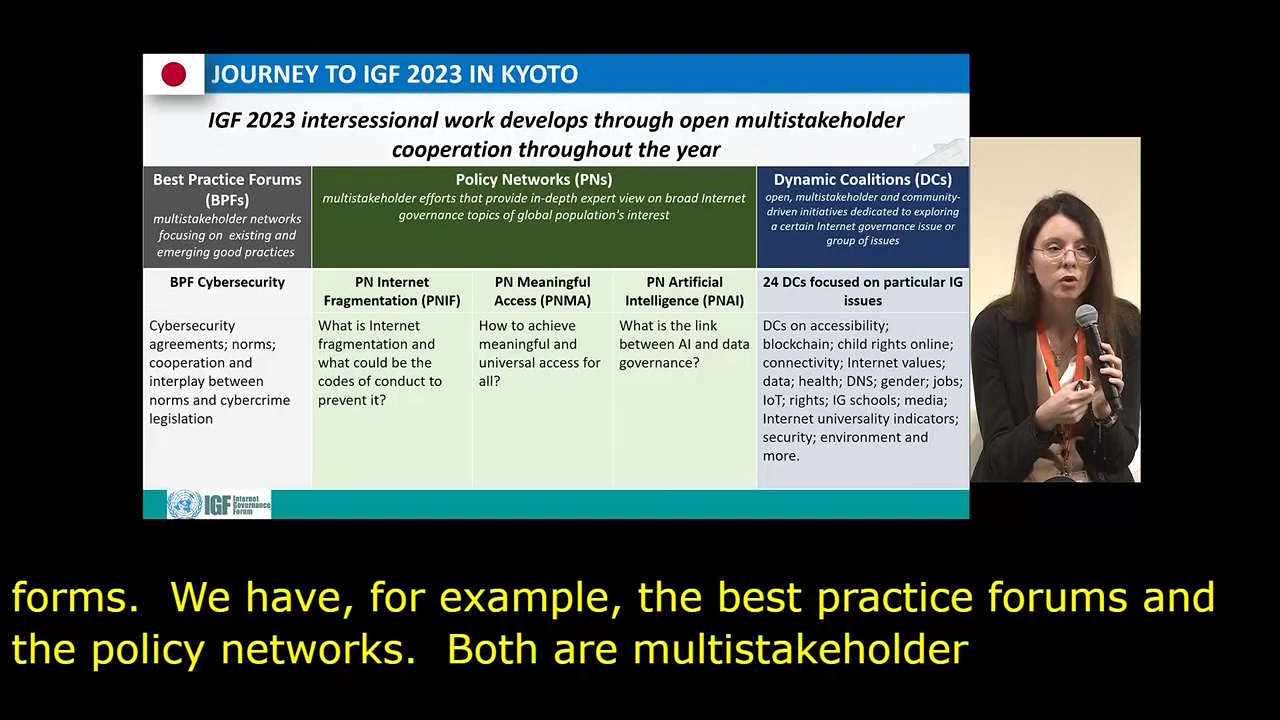 JOURNEY TO IGF 2023 IN KYOTO
IGF 2023 intersessional work develops through open multistakeholder
cooperation throughout the year
Best Practice Forums
(BPFs)
multistakeholder networks
focusing on existing and
emerging good practices
Policy Networks (PNs)
multistakeholder efforts that provide in-depth expert view on broad Internet
governance topics of global population's interest
Dynamic Coalitions (DCs)
open, multistakeholder and community-
driven initiatives dedicated to exploring
a certain Internet governance issue or
group of issues
BPF Cybersecurity
PN Internet
Fragmentation (PNIF)
PN Meaningful
Access (PNMA)
PN Artificial
Intelligence (PNAI)
24 DCs focused on particular IG
issues
Cybersecurity
agreements; norms;
cooperation and
interplay between
norms and cybercrime
legislation
What is Internet
fragmentation and
what could be the
codes of conduct to
prevent it?
How to achieve
meaningful and
universal access for
all?
What is the link
between AI and data
governance?
DCs on accessibility;
blockchain; child rights online;
connectivity; Internet values;
data; health; DNS; gender; jobs;
IoT; rights; IG schools; media;
Internet universality indicators;
security; environment and
more.
IGF
Internet
Governance
Forum
forms. We have, for example, the best practice forums and
the policy networks. Both are multistakeholder